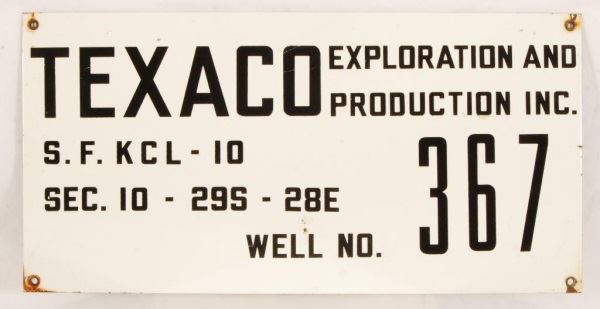 TEXACO EXPLORATION AND
PRODUCTION INC.
S.F. KCL - 10
SEC. 10 - 29S - 28E
WELL NO. 367